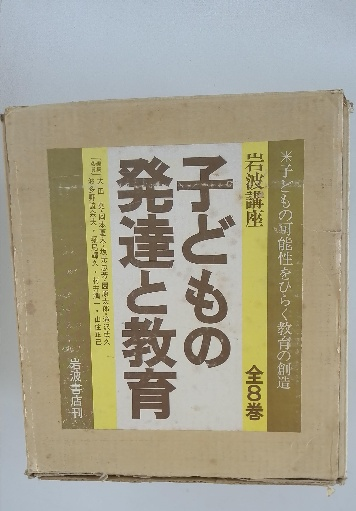 *子どもの可能性をひらく教育の創造
岩波講座
全8巻
子どもの
発達と教育
岩波書店刊